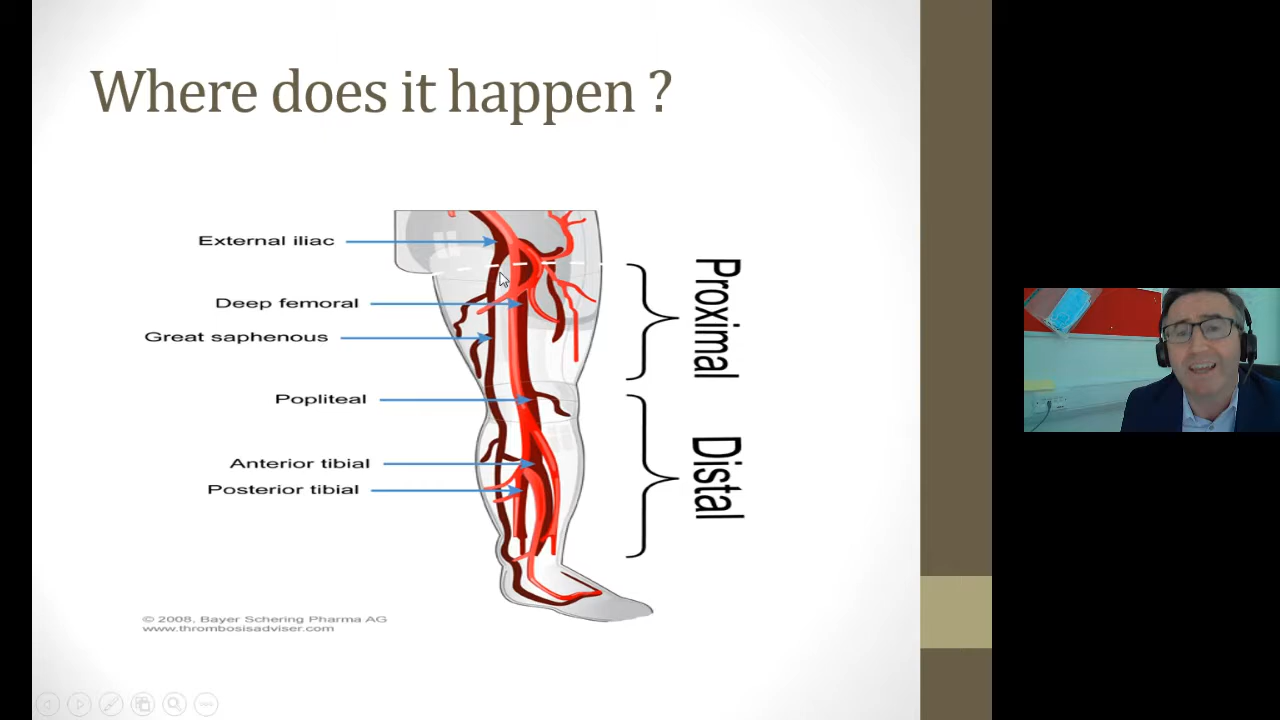 Where does it happen ?
External iliac
Deep femoral
Great saphenous
Popliteal
Anterior tibial
Posterior tibial
Proximal
Distal
© 2008, Bayer Schering Pharma AG
www.thrombosisadviser.com